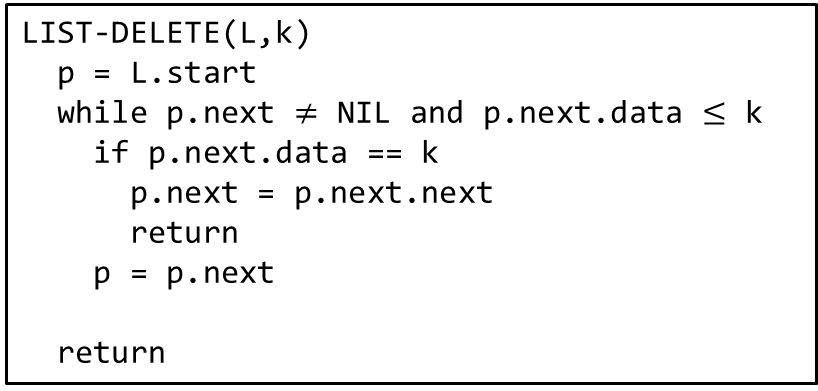 LIST-DELETE(L,k)
p = L.start
while p.next ≠ NIL and p.next.data ≤ k
if p.next.data == k
p.next = p.next.next
return
p = p.next
return